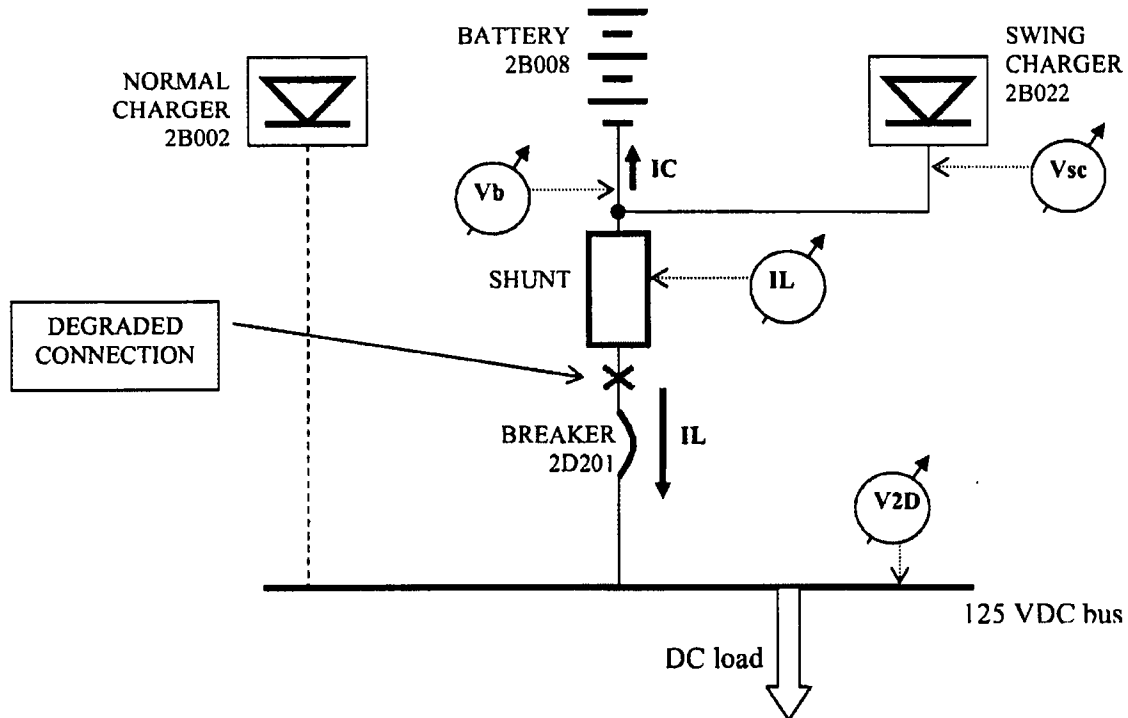 NORMAL
CHARGER
2B002
BATTERY
2B008
SWING
CHARGER
2B022
Vb
IC
Vsc
SHUNT
IL
DEGRADED
CONNECTION
BREAKER
2D201
IL
V2D
125 VDC bus
DC load